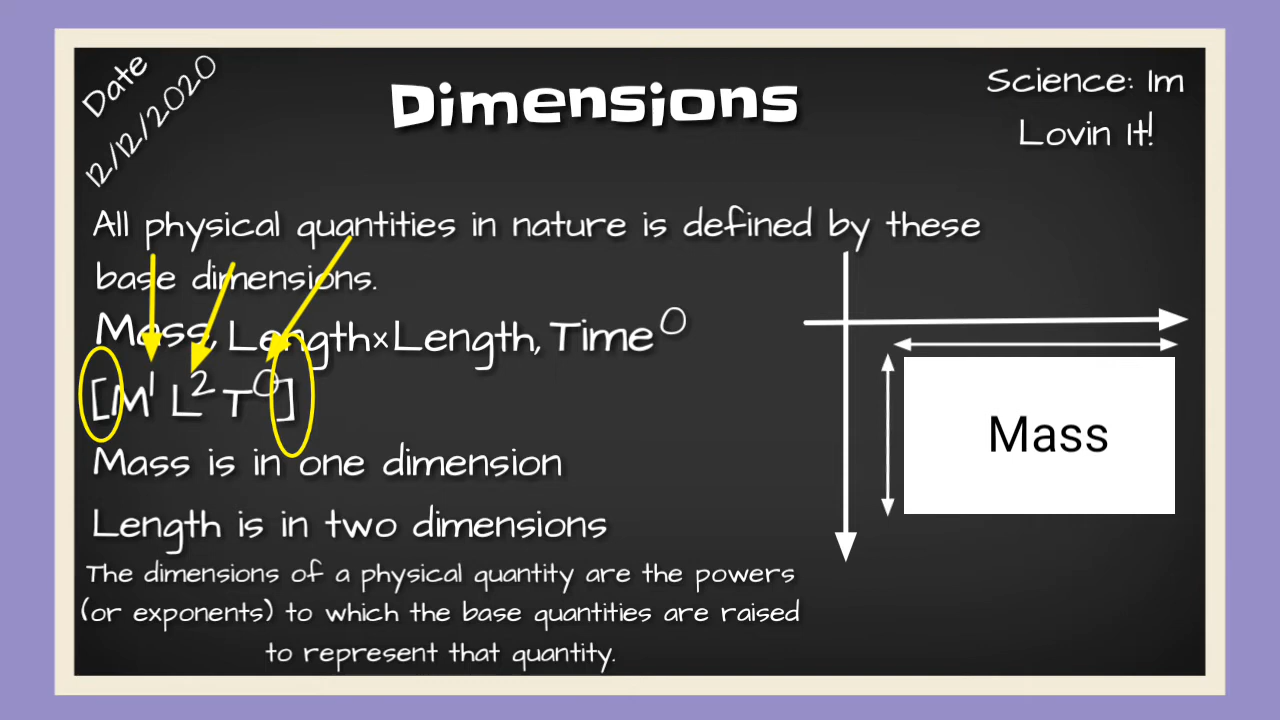 Date
12/12/2020
Dimensions
Science: Im
Lovin It!
All physical quantities in nature is defined by these
base dimensions.
Mass, Length×Length, Time⁰
[M¹ L² T⁰]
Mass is in one dimension
Length is in two dimensions
The dimensions of a physical quantity are the powers
(or exponents) to which the base quantities are raised
to represent that quantity.
Mass